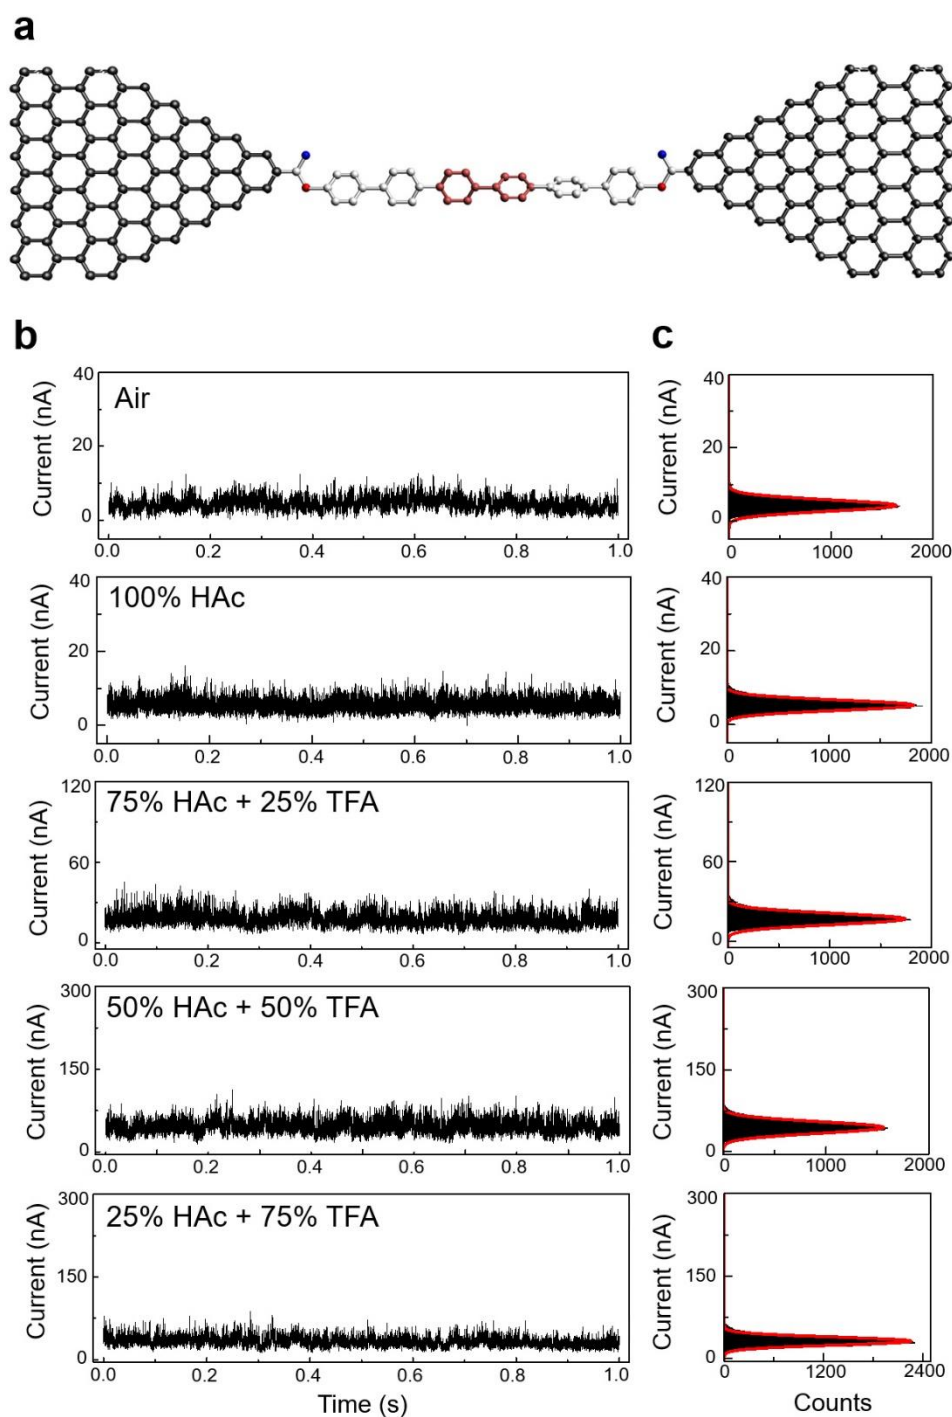 a
b
c
Current (nA)
40
20
0
Air
0.0 0.2 0.4 0.6 0.8 1.0
Current (nA)
40
20
0
0 1000 2000
Current (nA)
40
20
0
100% HAc
0.0 0.2 0.4 0.6 0.8 1.0
Current (nA)
40
20
0
0 1000 2000
Current (nA)
120
60
0
75% HAc + 25% TFA
0.0 0.2 0.4 0.6 0.8 1.0
Current (nA)
120
60
0
0 1000 2000
Current (nA)
300
150
0
50% HAc + 50% TFA
0.0 0.2 0.4 0.6 0.8 1.0
Current (nA)
300
150
0
0 1000 2000
Current (nA)
300
150
0
25% HAc + 75% TFA
0.0 0.2 0.4 0.6 0.8 1.0
Time (s)
Current (nA)
300
150
0
0 1200 2400
Counts